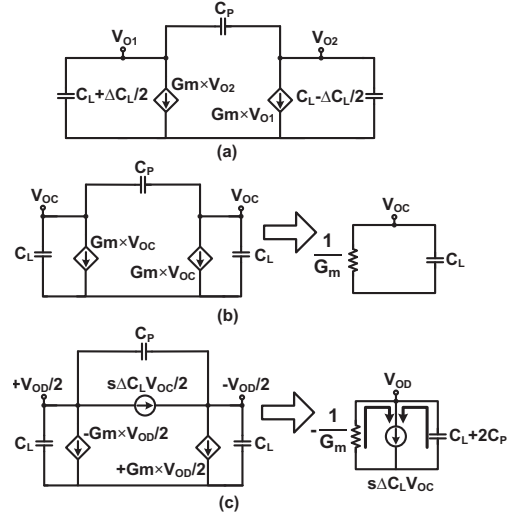 C_P
V_O1
V_O2
C_L+ΔC_L/2
Gm×V_O2
Gm×V_O1
C_L-ΔC_L/2
(a)
C_P
V_OC
V_OC
V_OC
C_L
Gm×V_OC
Gm×V_OC
C_L
1/G_m
C_L
(b)
C_P
+V_OD/2
sΔC_LV_OC/2
-V_OD/2
V_OD
C_L
-Gm×V_OD/2
+Gm×V_OD/2
C_L
-1/G_m
C_L+2C_P
sΔC_LV_OC
(c)